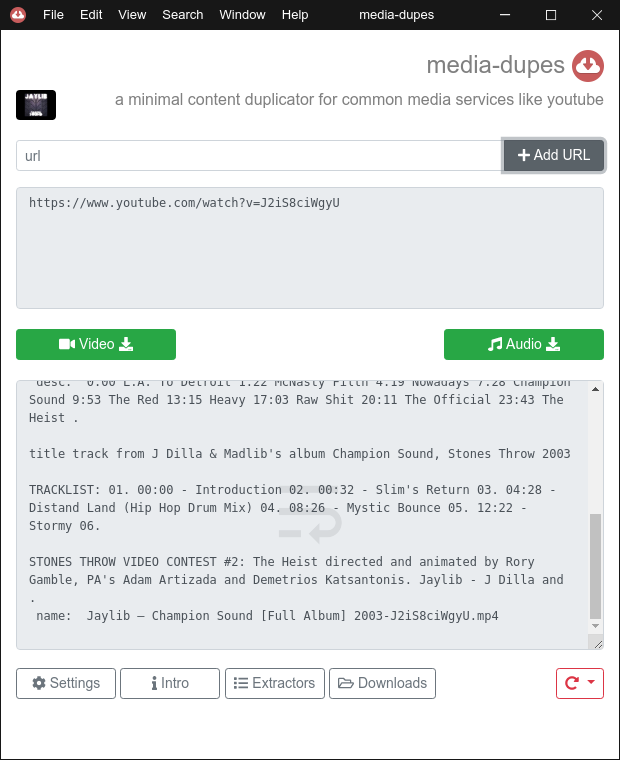 File Edit View Search Window Help media-dupes
media-dupes
JAYLIB
a minimal content duplicator for common media services like youtube
url
Add URL
https://www.youtube.com/watch?v=J2iS8ciWgyU
Video
Audio
desc: 0:00 L.A. To Detroit 1:22 McNasty Filth 4:19 Nowadays 7:28 Champion
Sound 9:53 The Red 13:15 Heavy 17:03 Raw Shit 20:11 The Official 23:43 The
Heist .
title track from J Dilla & Madlib's album Champion Sound, Stones Throw 2003
TRACKLIST: 01. 00:00 - Introduction 02. 00:32 - Slim's Return 03. 04:28 -
Distand Land (Hip Hop Drum Mix) 04. 08:26 - Mystic Bounce 05. 12:22 -
Stormy 06.
STONES THROW VIDEO CONTEST #2: The Heist directed and animated by Rory
Gamble, PA's Adam Artizada and Demetrios Katsantonis. Jaylib - J Dilla and
.
name: Jaylib – Champion Sound [Full Album] 2003-J2iS8ciWgyU.mp4
Settings Intro Extractors Downloads